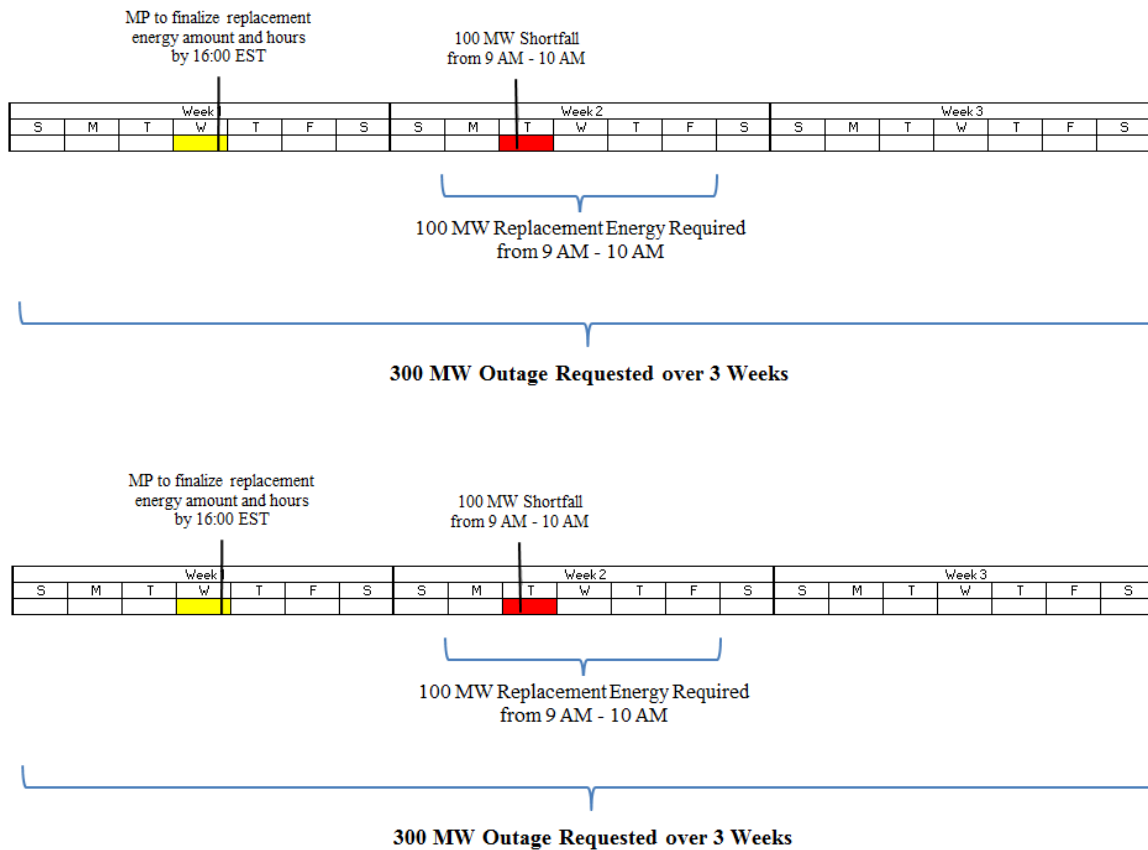 MP to finalize replacement
energy amount and hours
by 16:00 EST
100 MW Shortfall
from 9 AM - 10 AM
Week 1 Week 2 Week 3
S M T W T F S S M T W T F S S M T W T F S
100 MW Replacement Energy Required
from 9 AM - 10 AM
300 MW Outage Requested over 3 Weeks
MP to finalize replacement
energy amount and hours
by 16:00 EST
100 MW Shortfall
from 9 AM - 10 AM
Week 1 Week 2 Week 3
S M T W T F S S M T W T F S S M T W T F S
100 MW Replacement Energy Required
from 9 AM - 10 AM
300 MW Outage Requested over 3 Weeks